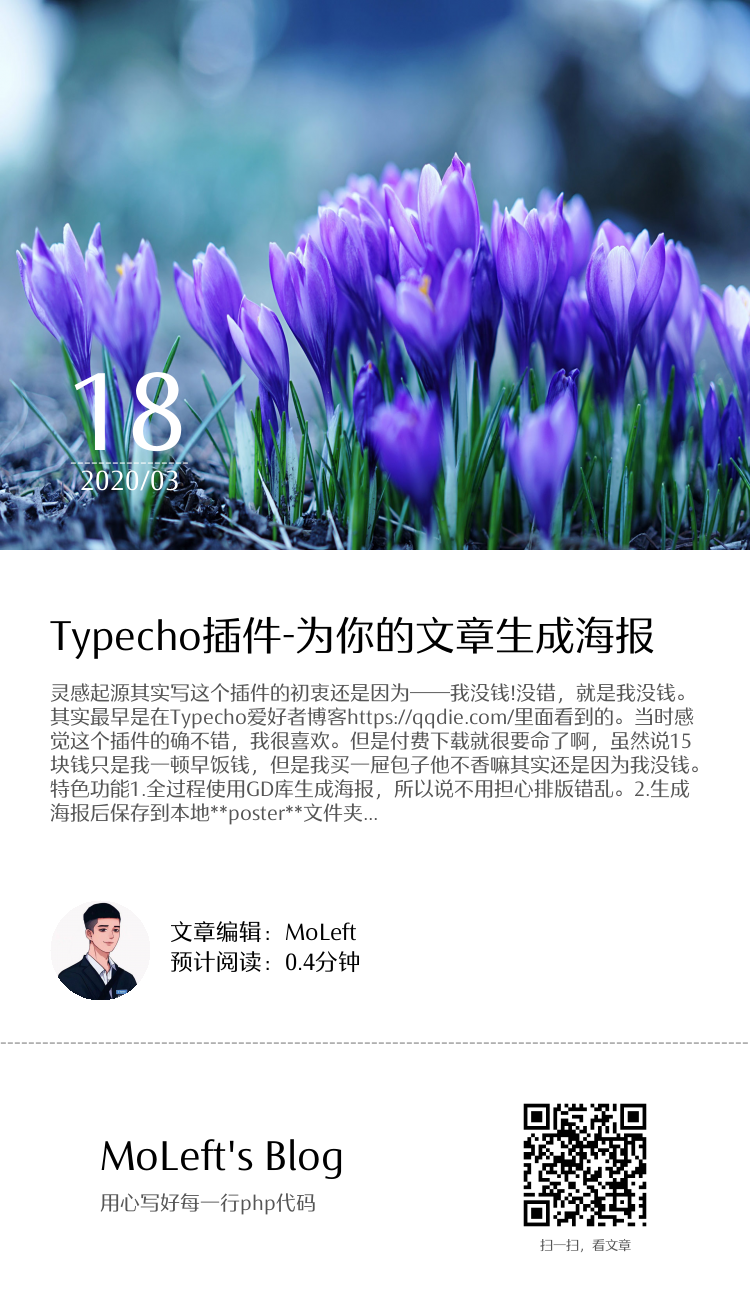 18
2020/03
Typecho插件-为你的文章生成海报
灵感起源其实写这个插件的初衷还是因为——我没钱!没错，就是我没钱。
其实最早是在Typecho爱好者博客https://qqdie.com/里面看到的。当时感
觉这个插件的确不错，我很喜欢。但是付费下载就很要命了啊，虽然说15
块钱只是我一顿早饭钱，但是我买一屉包子他不香嘛其实还是因为我没钱。
特色功能1.全过程使用GD库生成海报，所以说不用担心排版错乱。2.生成
海报后保存到本地**poster**文件夹...
文章编辑：MoLeft
预计阅读：0.4分钟
MoLeft's Blog
用心写好每一行php代码
扫一扫，看文章